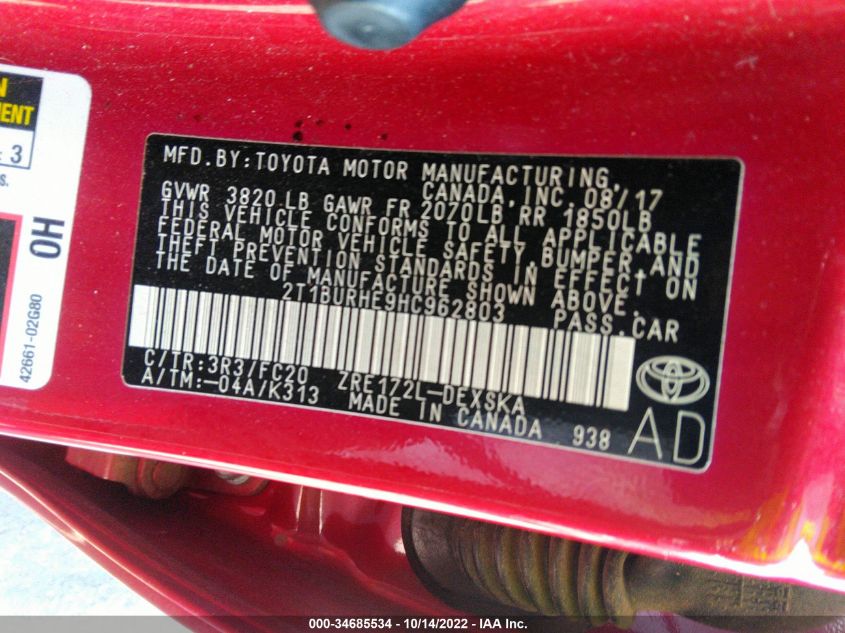 N
MENT
: 3
S.
OH
42661-02G80
MFD.BY:TOYOTA MOTOR MANUFACTURING,
CANADA, INC. 08/17
GVWR 3820 LB GAWR FR 2070LB RR 1850LB
THIS VEHICLE CONFORMS TO ALL APPLICABLE
FEDERAL MOTOR VEHICLE SAFETY, BUMPER, AND
THEFT PREVENTION STANDARDS IN EFFECT ON
THE DATE OF MANUFACTURE SHOWN ABOVE.
2T1BURHE9HC962803 PASS.CAR
C/TR:3R3/FC20 ZRE172L-DEXSKA
A/TM:-04A/K313 MADE IN CANADA 938
AD
000-34685534 - 10/14/2022 - IAA Inc.